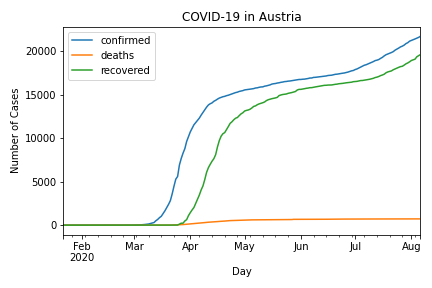 COVID-19 in Austria
confirmed
deaths
recovered
Number of Cases
20000
15000
10000
5000
0
Feb Mar Apr May Jun Jul Aug
2020
Day